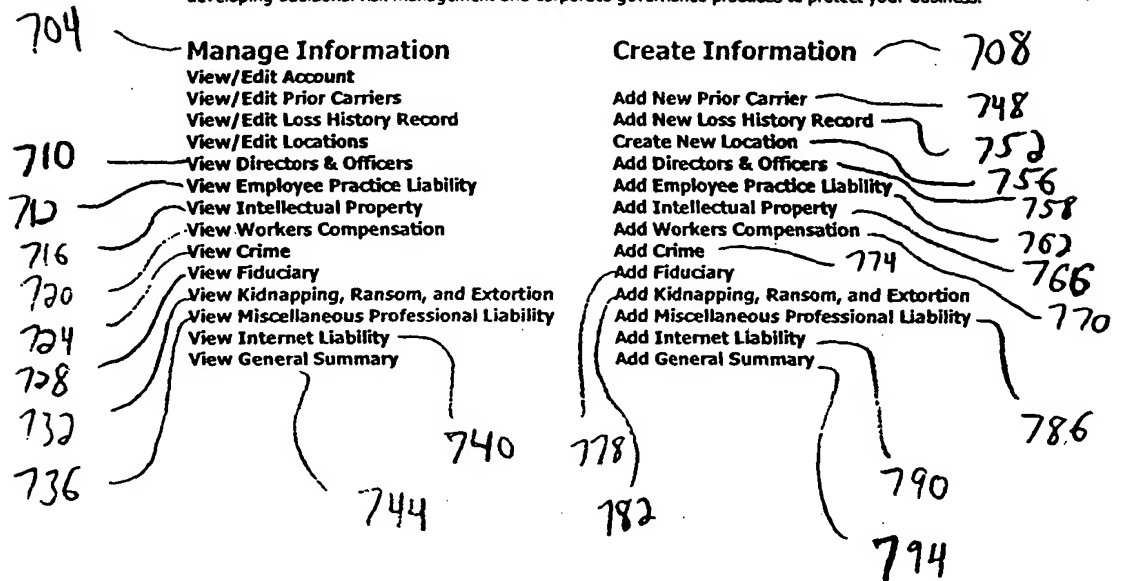 developing additional risk management and corporate governance products to protect your business.
704
Manage Information
View/Edit Account
View/Edit Prior Carriers
View/Edit Loss History Record
View/Edit Locations
View Directors & Officers
View Employee Practice Liability
View Intellectual Property
View Workers Compensation
View Crime
View Fiduciary
View Kidnapping, Ransom, and Extortion
View Miscellaneous Professional Liability
View Internet Liability
View General Summary
710
712
716
720
724
728
732
736
740
744
Create Information
708
Add New Prior Carrier
Add New Loss History Record
Create New Location
Add Directors & Officers
Add Employee Practice Liability
Add Intellectual Property
Add Workers Compensation
Add Crime
Add Fiduciary
Add Kidnapping, Ransom, and Extortion
Add Miscellaneous Professional Liability
Add Internet Liability
Add General Summary
748
752
756
758
762
766
770
774
778
782
786
790
794